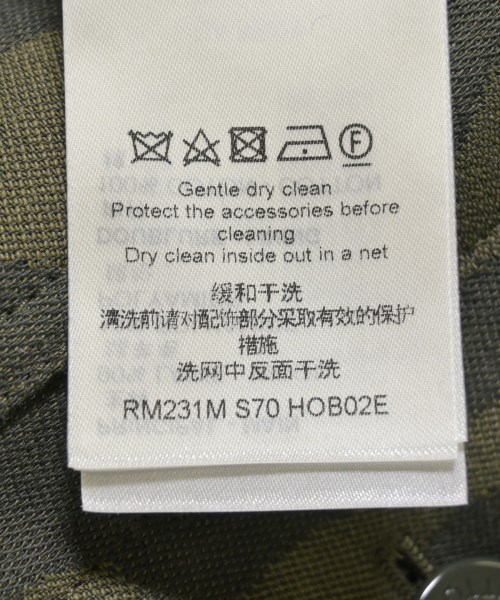 F
Gentle dry clean
Protect the accessories before
cleaning
Dry clean inside out in a net
缓和干洗
清洗前请对配饰部分采取有效的保护
措施
洗网中反面干洗
RM231M S70 HOB02E